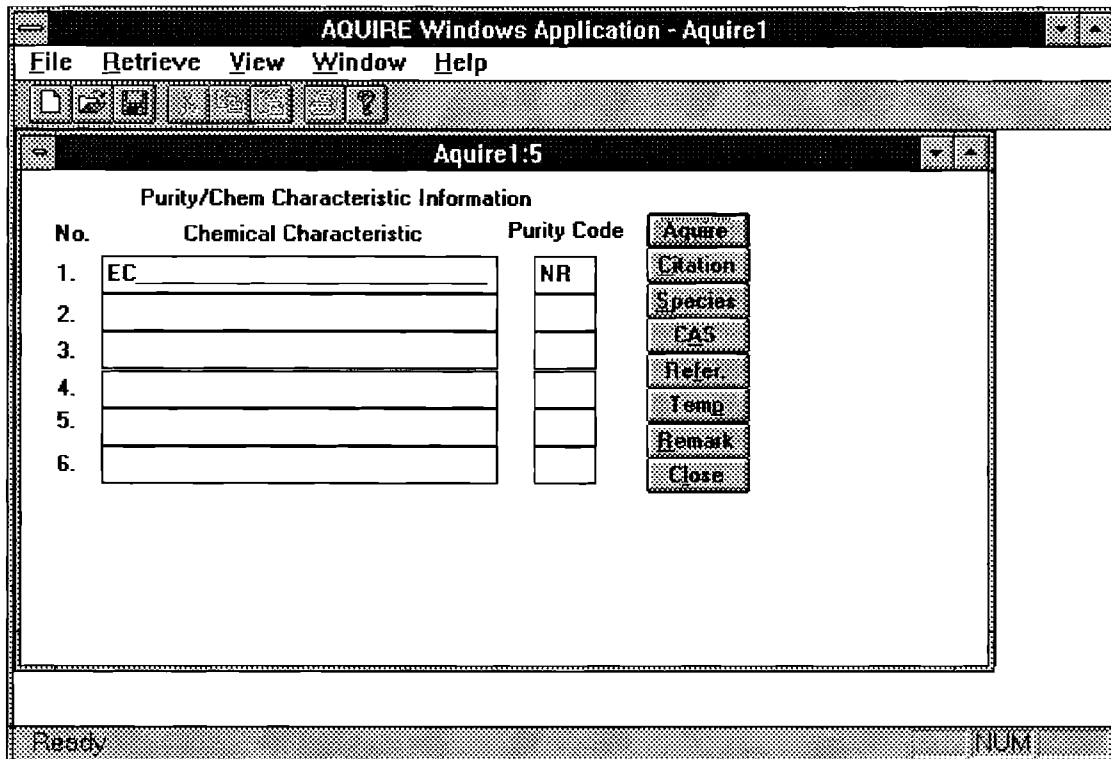 AQUIRE Windows Application - Aquire1
File Retrieve View Window Help
Aquire1:5
Purity/Chem Characteristic Information
No. Chemical Characteristic Purity Code
1. EC___________________________ NR
2.
3.
4.
5.
6.
Aquire
Citation
Species
CAS
Refer.
Temp
Remark
Close
Ready NUM